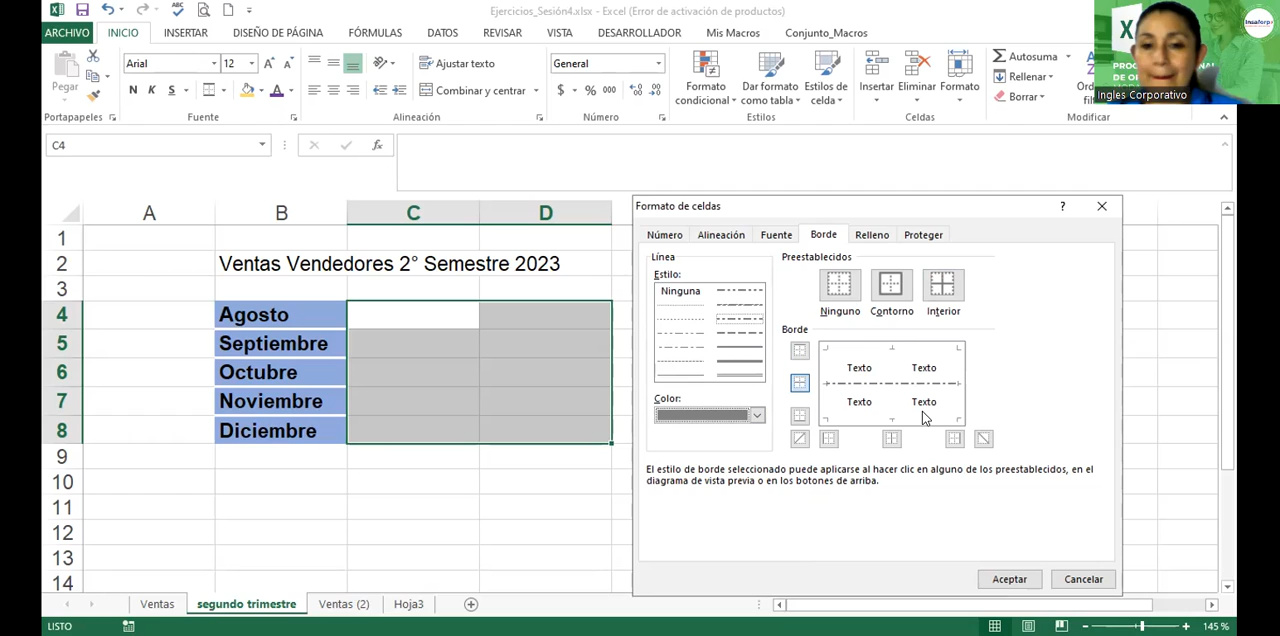 Ejercicios_Sesión4.xlsx - Excel (Error de activación de productos)
ARCHIVO INICIO INSERTAR DISEÑO DE PÁGINA FÓRMULAS DATOS REVISAR VISTA DESARROLLADOR Mis Macros Conjunto_Macros
Ingles Corporativo
Insaforp
Pegar
Arial 12
N K S
Ajustar texto
Combinar y centrar
General
$ % 000
Formato condicional
Dar formato como tabla
Estilos de celda
Insertar Eliminar Formato
Autosuma
Rellenar
Borrar
Portapapeles Fuente Alineación Número Estilos Celdas Modificar
C4
fx
A B C D
1
2 Ventas Vendedores 2° Semestre 2023
3
4 Agosto
5 Septiembre
6 Octubre
7 Noviembre
8 Diciembre
9
10
11
12
13
14
Formato de celdas ?
Número Alineación Fuente Borde Relleno Proteger
Línea
Estilo:
Ninguna
Color:
Preestablecidos
Ninguno Contorno Interior
Borde
Texto Texto
Texto Texto
El estilo de borde seleccionado puede aplicarse al hacer clic en alguno de los preestablecidos, en el
diagrama de vista previa o en los botones de arriba.
Aceptar Cancelar
Ventas segundo trimestre Ventas (2) Hoja3
LISTO
145 %